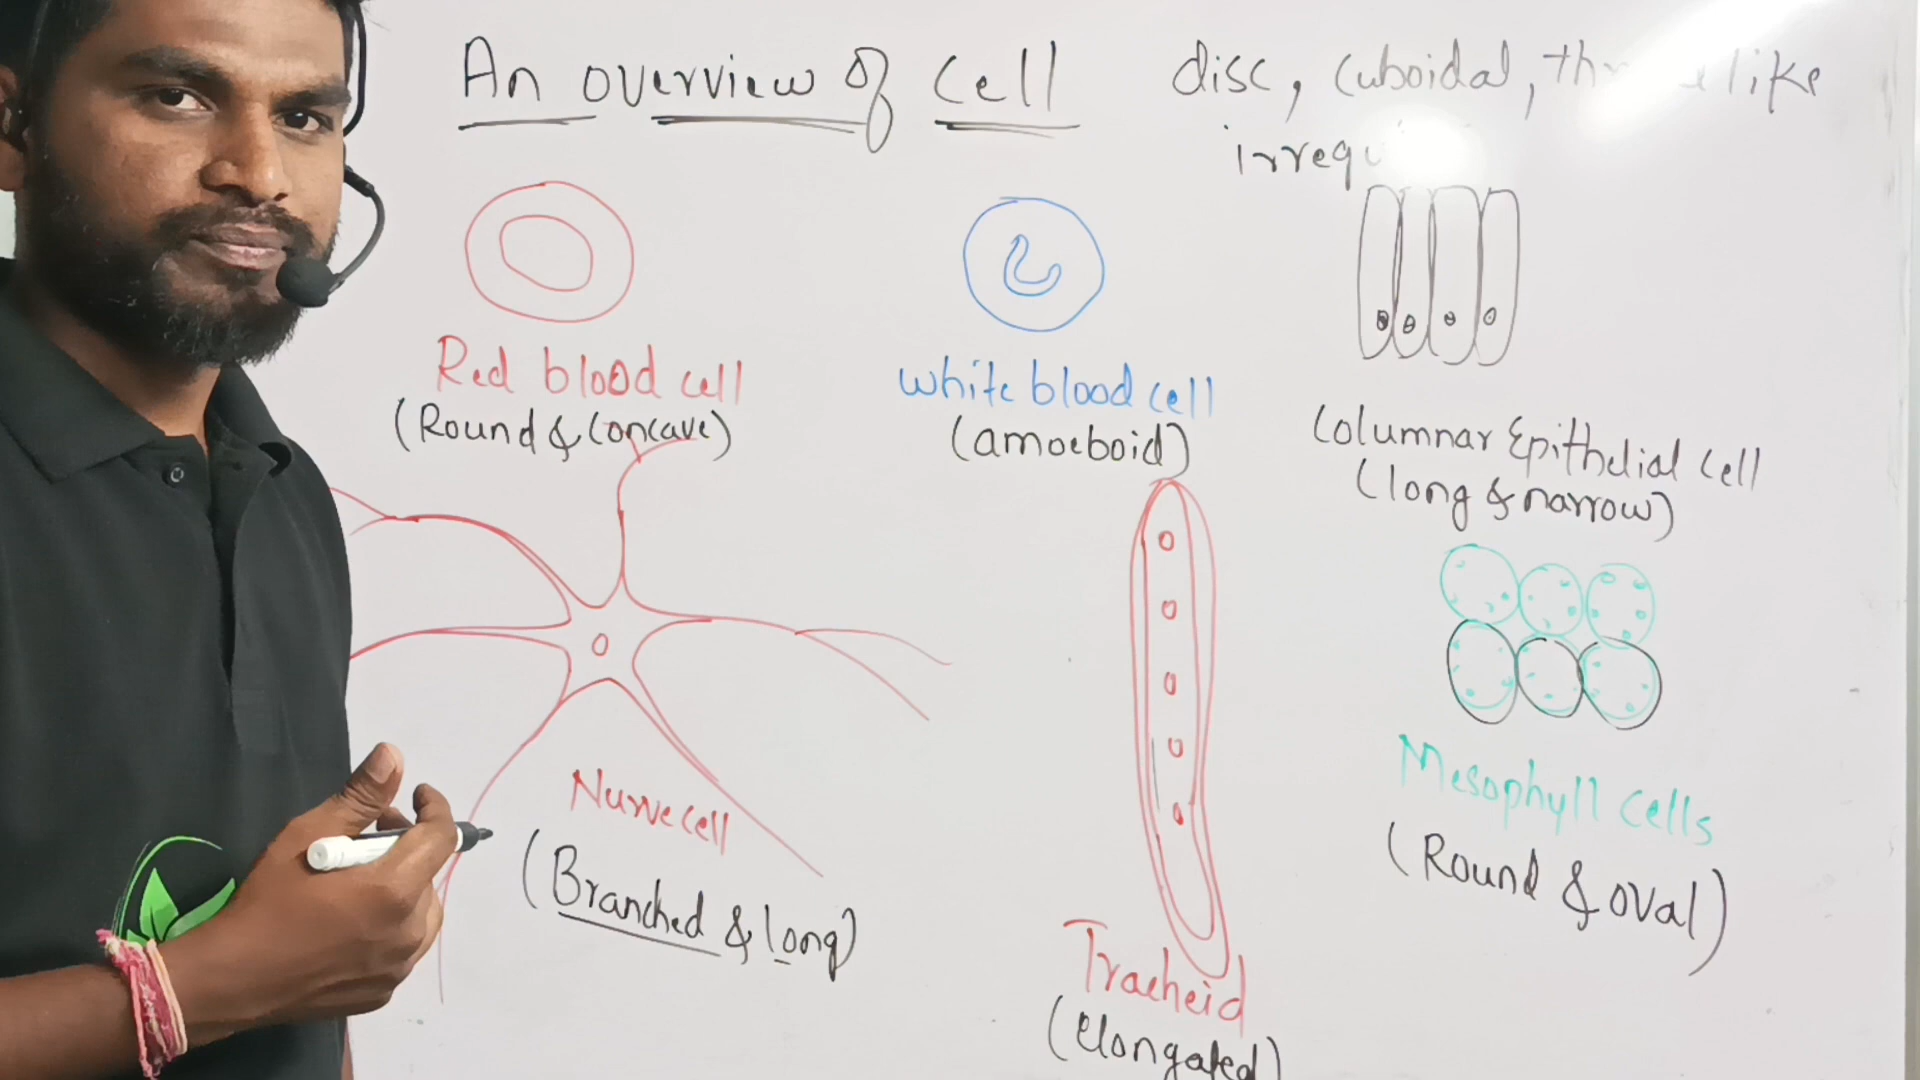 An overview of Cell
disc, Cuboidal, like
Red blood cell
(Round & Concave)
White blood cell
(amoeboid)
Columnar Epithelial cell
(long & narrow)
Nurve cell
(Branched & long)
Tracheid
(Elongated)
Mesophyll cells
(Round & oval)